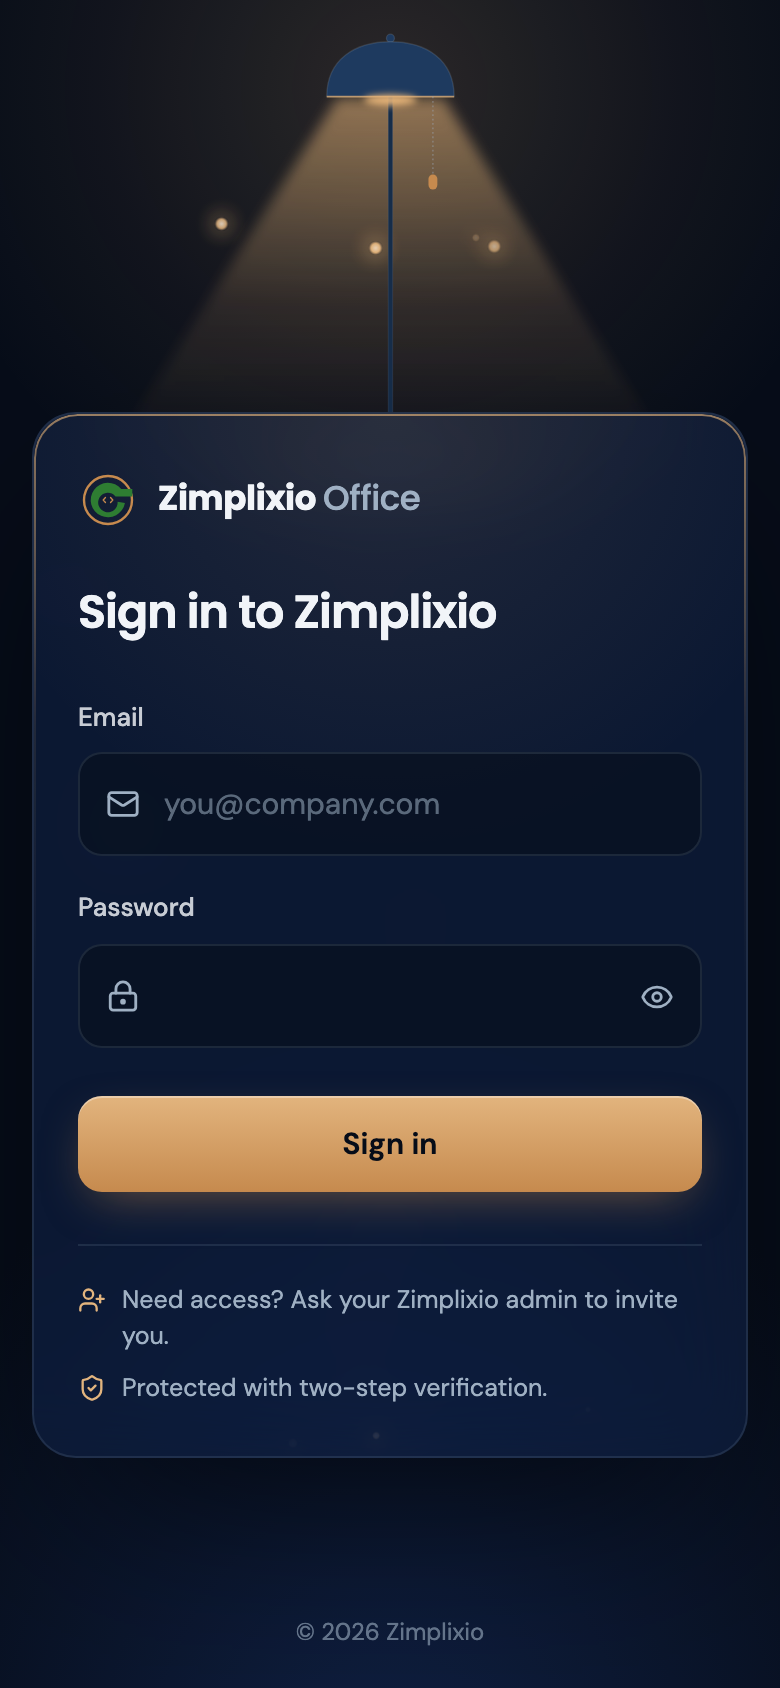 Zimplixio Office
Sign in to Zimplixio
Email
you@company.com
Password
Sign in
Need access? Ask your Zimplixio admin to invite
you.
Protected with two-step verification.
© 2026 Zimplixio